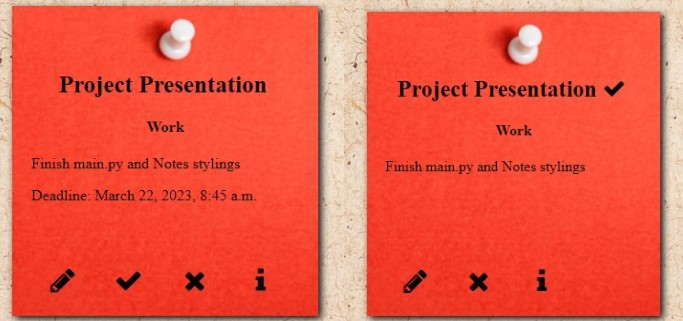 Project Presentation
Work
Finish main.py and Notes stylings
Deadline: March 22, 2023, 8:45 a.m.
Project Presentation
Work
Finish main.py and Notes stylings